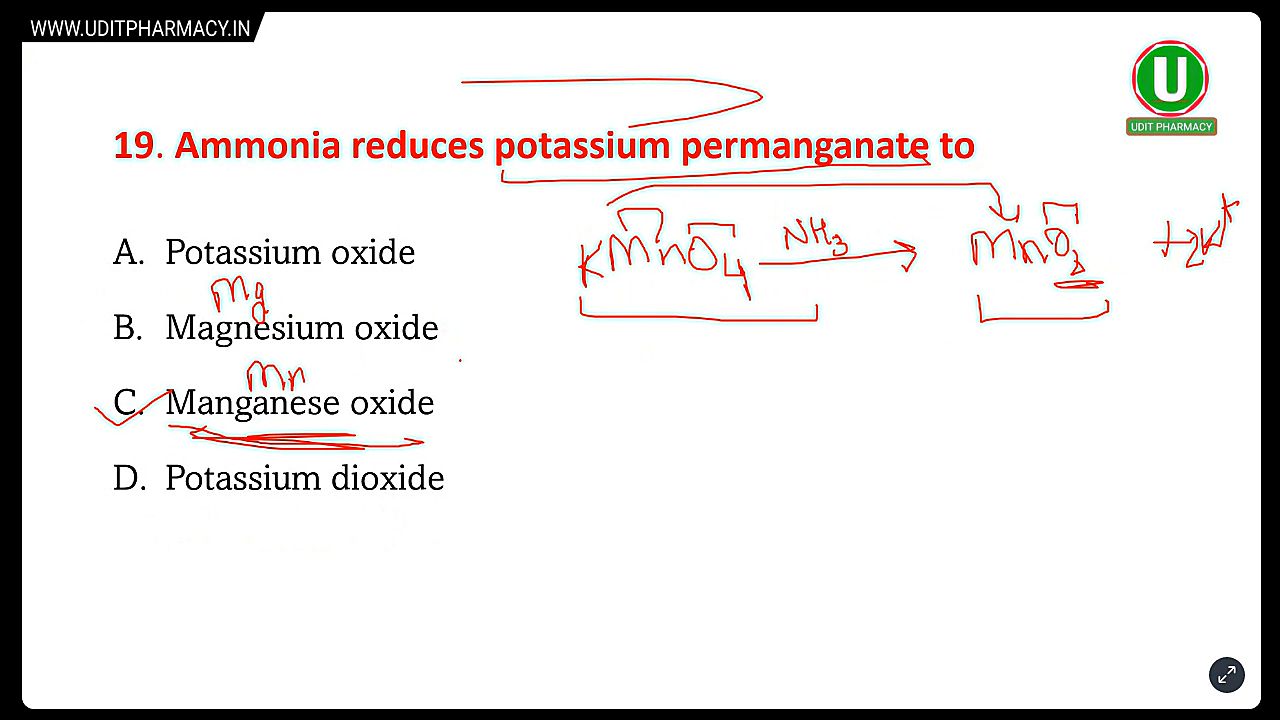 WWW.UDITPHARMACY.IN
U
UDIT PHARMACY
19. Ammonia reduces potassium permanganate to
KMnO4 NH3 MnO2
A. Potassium oxide
Mg
B. Magnesium oxide
Mn
C. Manganese oxide
D. Potassium dioxide